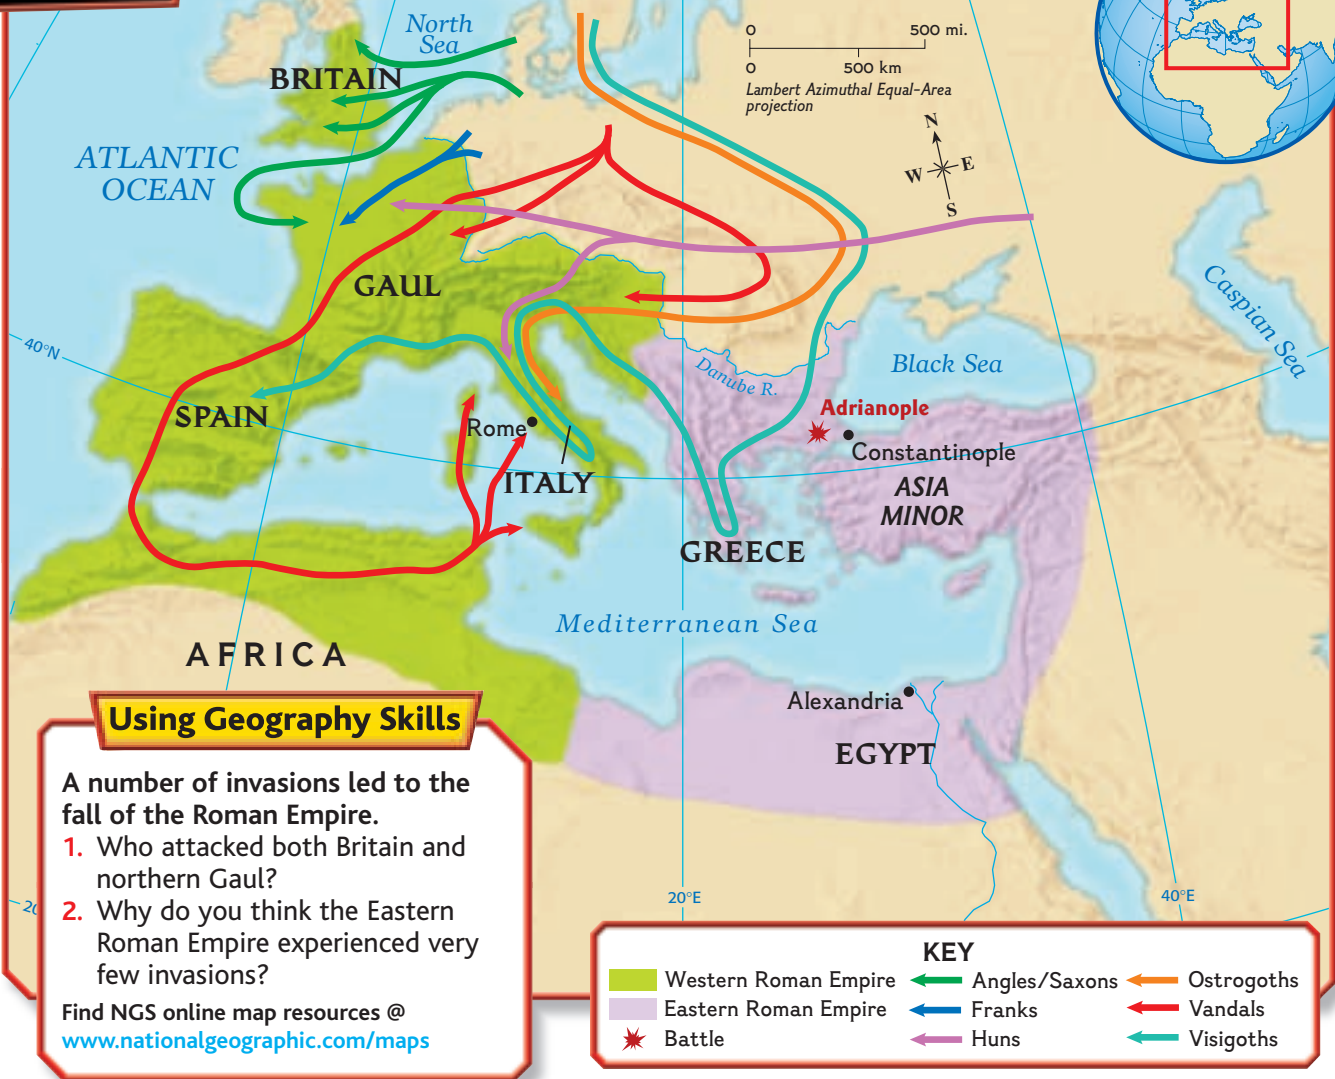 North
Sea
0 500 mi.
0 500 km
Lambert Azimuthal Equal-Area
projection
N
W E
S
BRITAIN
ATLANTIC
OCEAN
GAUL
Caspian Sea
40°N
Black Sea
Danube R.
SPAIN
Adrianople
Rome
Constantinople
ITALY
ASIA
MINOR
GREECE
Mediterranean Sea
AFRICA
Alexandria
EGYPT
20°E
40°E
Using Geography Skills
A number of invasions led to the
fall of the Roman Empire.
1. Who attacked both Britain and
northern Gaul?
2. Why do you think the Eastern
Roman Empire experienced very
few invasions?
Find NGS online map resources @
www.nationalgeographic.com/maps
KEY
Western Roman Empire
Eastern Roman Empire
Battle
Angles/Saxons
Franks
Huns
Ostrogoths
Vandals
Visigoths